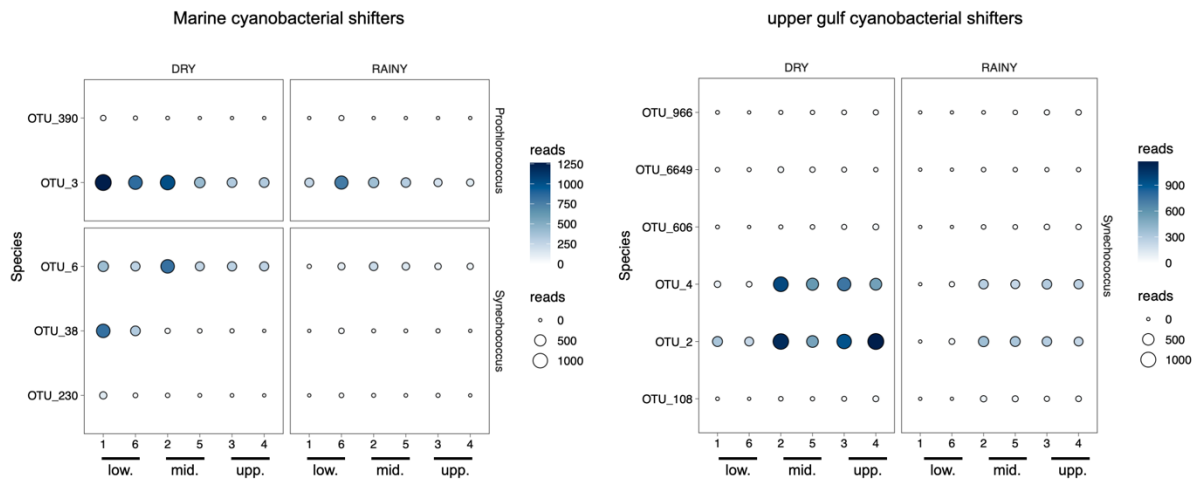 Marine cyanobacterial shifters
DRY
RAINY
OTU_390
OTU_3
OTU_6
OTU_38
OTU_230
Species
Prochlorococcus
Synechococcus
1 6 2 5 3 4
1 6 2 5 3 4
low. mid. upp.
low. mid. upp.
reads
1250
1000
750
500
250
0
reads
0
500
1000
upper gulf cyanobacterial shifters
DRY
RAINY
OTU_966
OTU_6649
OTU_606
OTU_4
OTU_2
OTU_108
Species
Synechococcus
1 6 2 5 3 4
1 6 2 5 3 4
low. mid. upp.
low. mid. upp.
reads
900
600
300
0
reads
0
500
1000